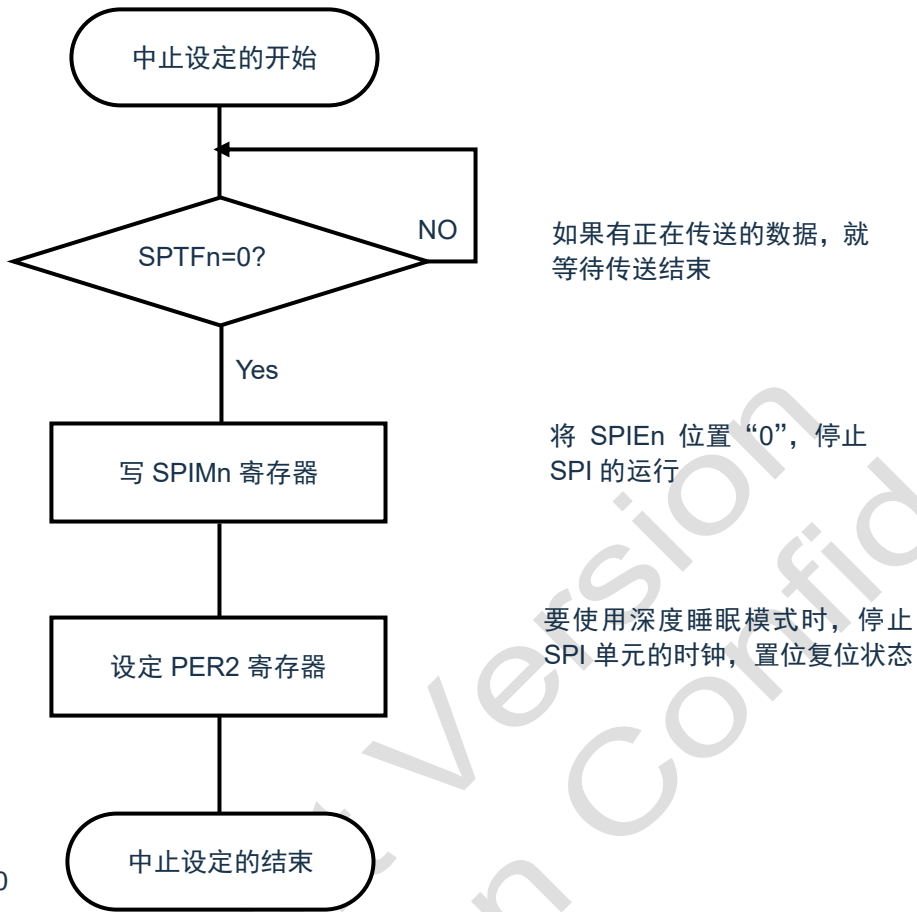 中止设定的开始
SPTFn=0?
NO
如果有正在传送的数据，就
等待传送结束
Yes
写 SPIMn 寄存器
将 SPIEn 位置“0”，停止
SPI 的运行
设定 PER2 寄存器
要使用深度睡眠模式时，停止
SPI 单元的时钟，置位复位状态
中止设定的结束
0
Version